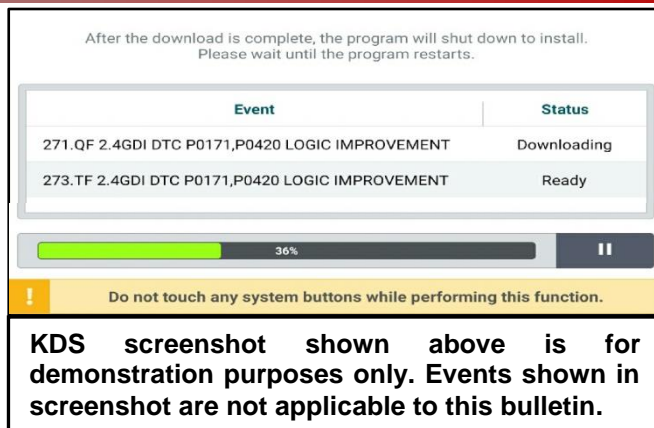 After the download is complete, the program will shut down to install.
Please wait until the program restarts.
Event Status
271.QF 2.4GDI DTC P0171,P0420 LOGIC IMPROVEMENT Downloading
273.TF 2.4GDI DTC P0171,P0420 LOGIC IMPROVEMENT Ready
36%
! Do not touch any system buttons while performing this function.
KDS screenshot shown above is for
demonstration purposes only. Events shown in
screenshot are not applicable to this bulletin.